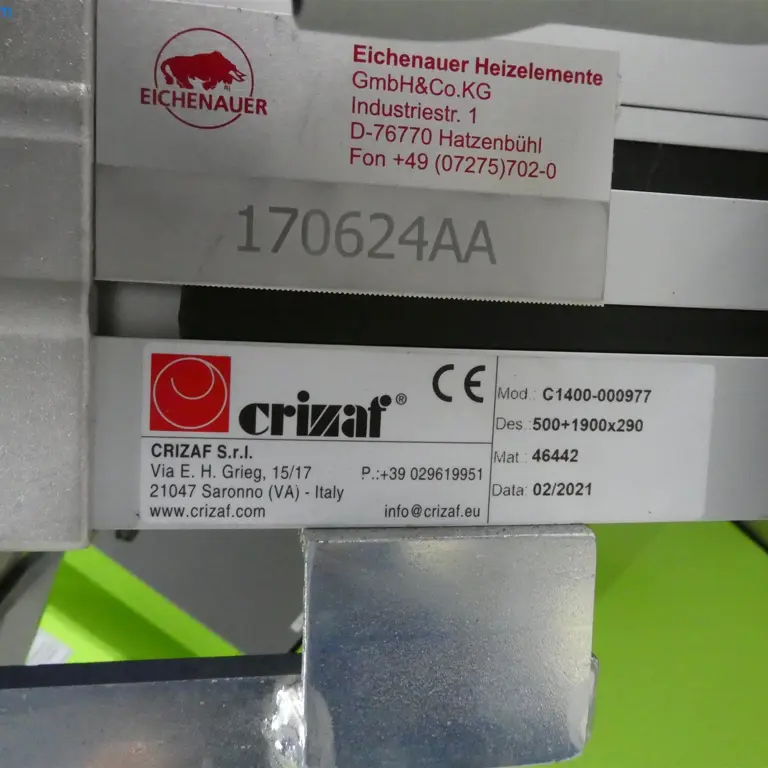 EICHENAUER
Eichenauer Heizelemente
GmbH&Co.KG
Industriestr. 1
D-76770 Hatzenbühl
Fon +49 (07275)702-0
170624AA
crizaf®
CE
CRIZAF S.r.l.
Via E. H. Grieg, 15/17
P.:+39 029619951
21047 Saronno (VA) - Italy
www.crizaf.com
info@crizaf.eu
Mod.: C1400-000977
Des.: 500+1900x290
Mat.: 46442
Data: 02/2021